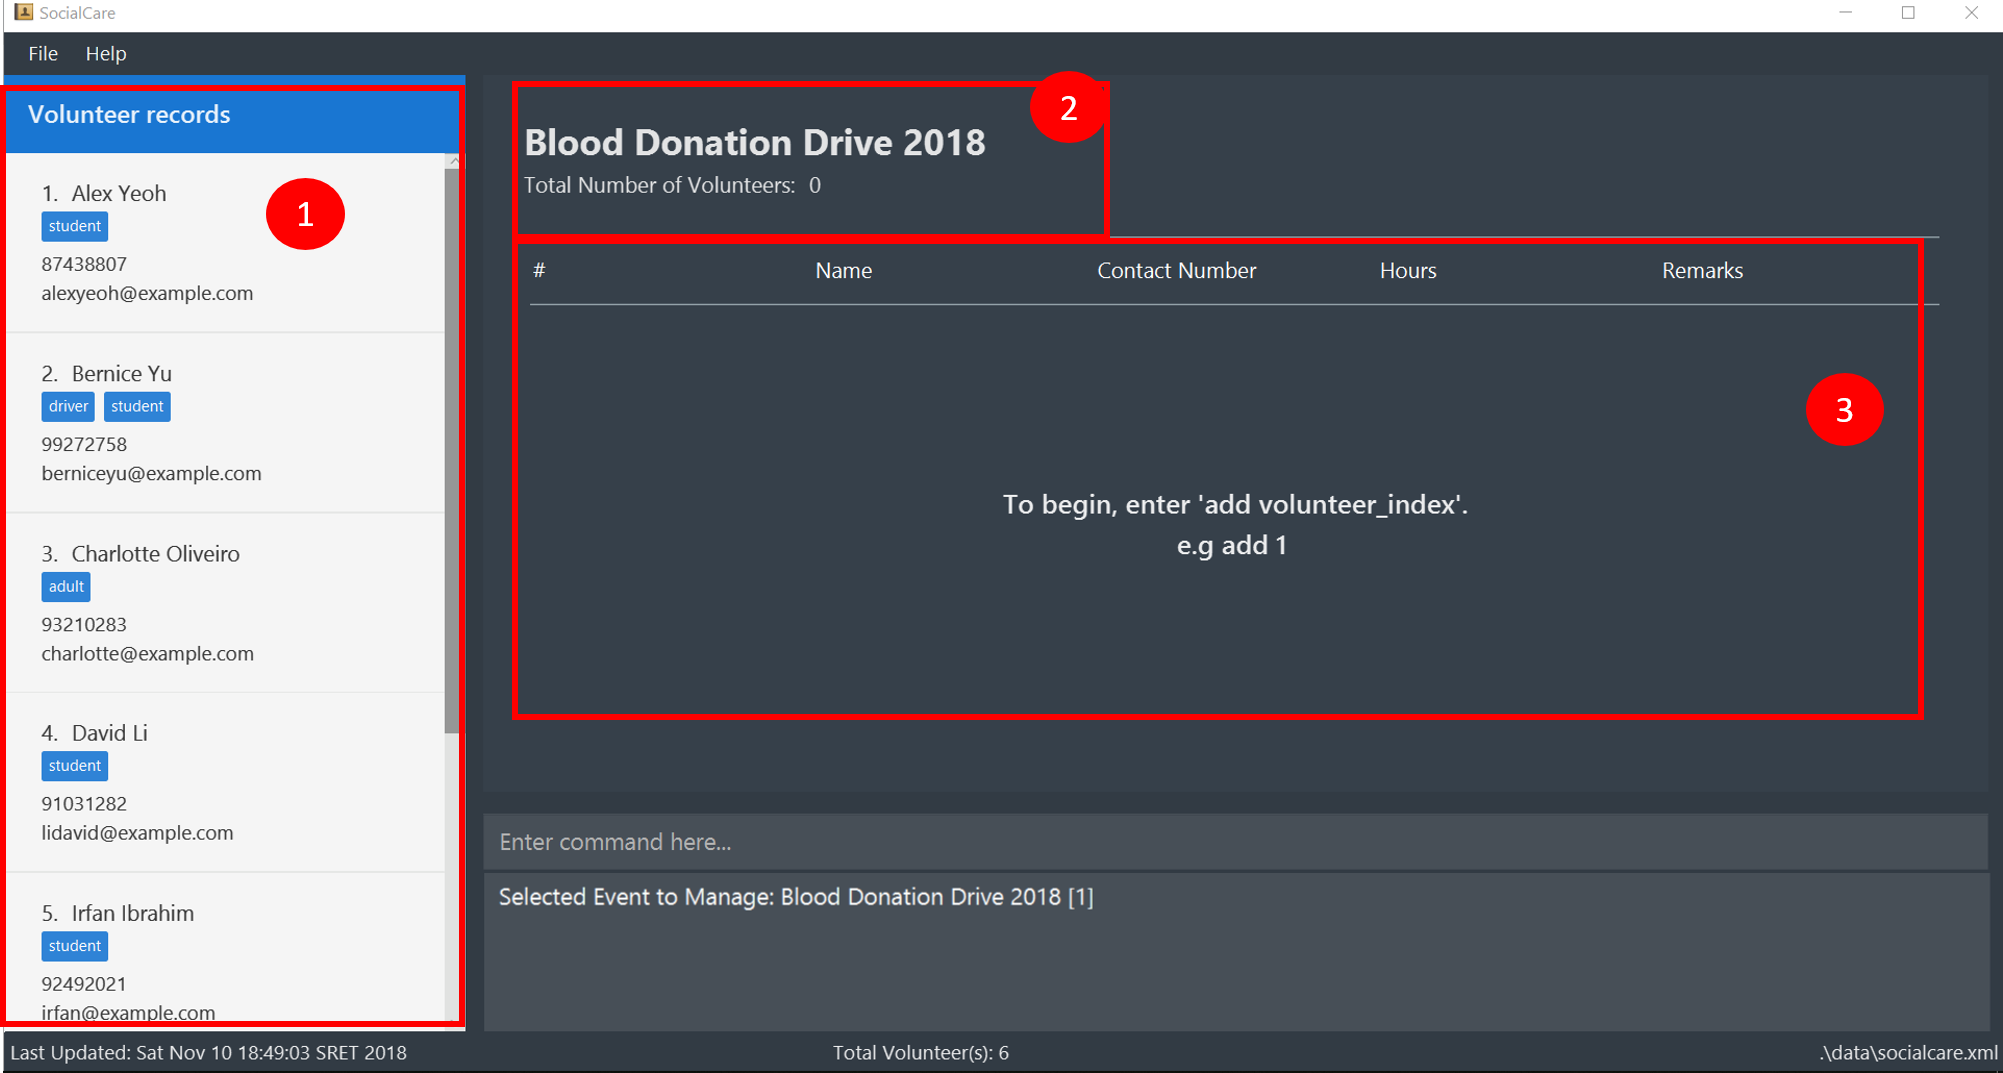 SocialCare
File Help
Volunteer records
1
1. Alex Yeoh
student
87438807
alexyeoh@example.com
2. Bernice Yu
driver student
99272758
berniceyu@example.com
3. Charlotte Oliveiro
adult
93210283
charlotte@example.com
4. David Li
student
91031282
lidavid@example.com
5. Irfan Ibrahim
student
92492021
irfan@example.com
2
Blood Donation Drive 2018
Total Number of Volunteers: 0
# Name Contact Number Hours Remarks
3
To begin, enter 'add volunteer_index'.
e.g add 1
Enter command here...
Selected Event to Manage: Blood Donation Drive 2018 [1]
Last Updated: Sat Nov 10 18:49:03 SRET 2018 Total Volunteer(s): 6 .\data\socialcare.xml